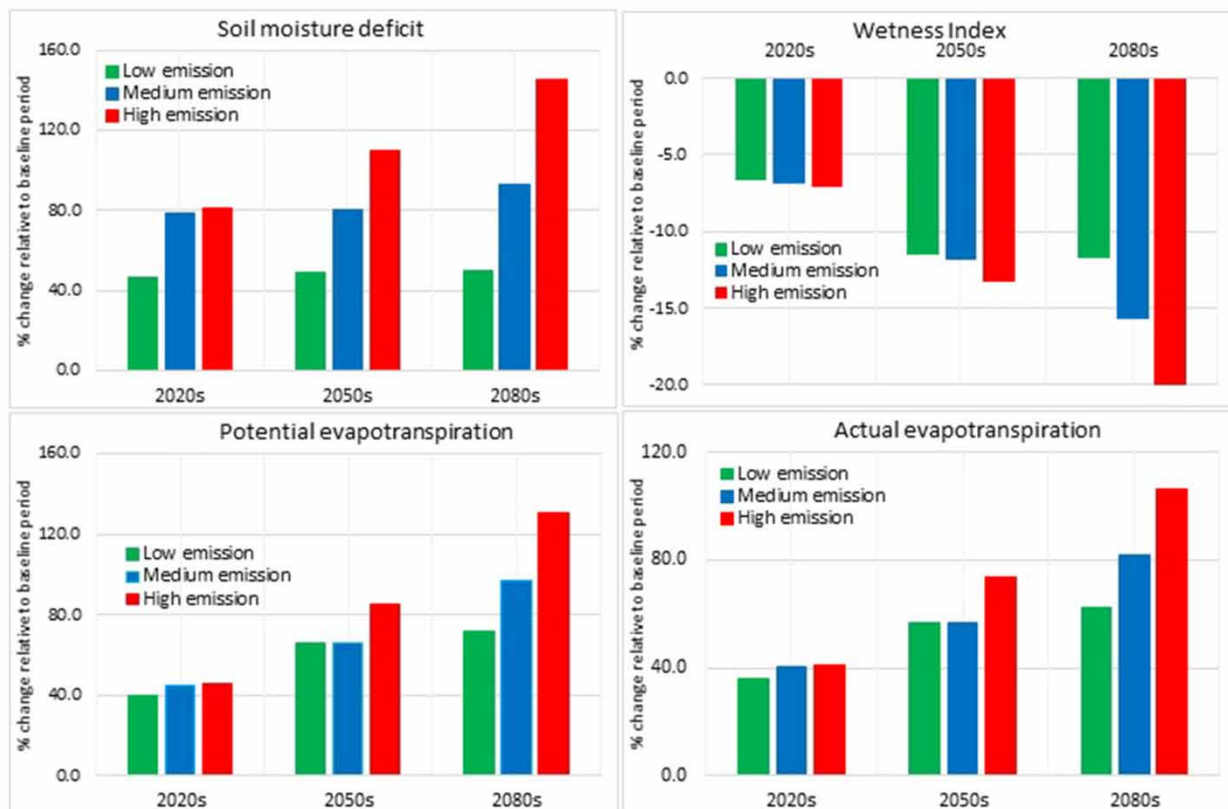 Soil moisture deficit
% change relative to baseline period
160.0
120.0
80.0
40.0
0.0
Low emission
Medium emission
High emission
2020s
2050s
2080s
Wetness Index
2020s
2050s
2080s
% change relative to baseline period
0.0
-5.0
-10.0
-15.0
-20.0
Low emission
Medium emission
High emission
Potential evapotranspiration
% change relative to baseline period
160.0
120.0
80.0
40.0
0.0
Low emission
Medium emission
High emission
2020s
2050s
2080s
Actual evapotranspiration
% change relative to baseline period
120.0
80.0
40.0
0.0
Low emission
Medium emission
High emission
2020s
2050s
2080s